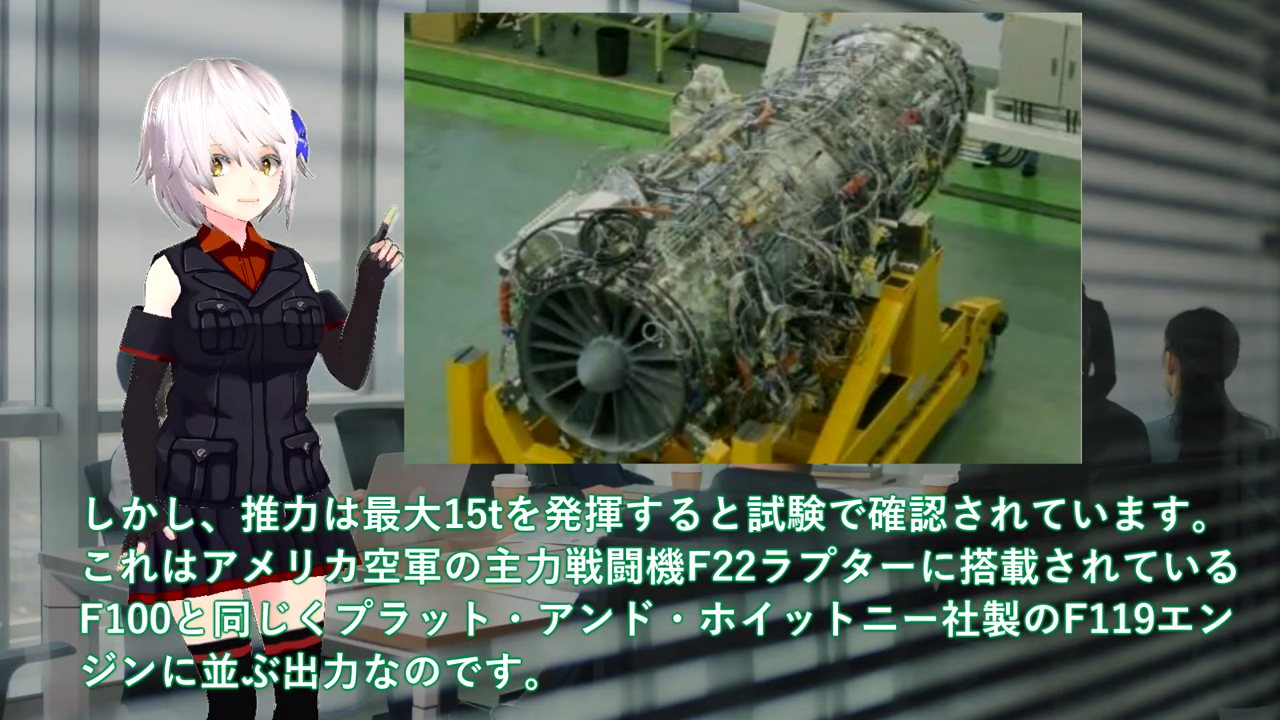 しかし、推力は最大15tを発揮すると試験で確認されています。
これはアメリカ空軍の主力戦闘機F22ラプターに搭載されている
F100と同じくプラット・アンド・ホイットニー社製のF119エン
ジンに並ぶ出力なのです。